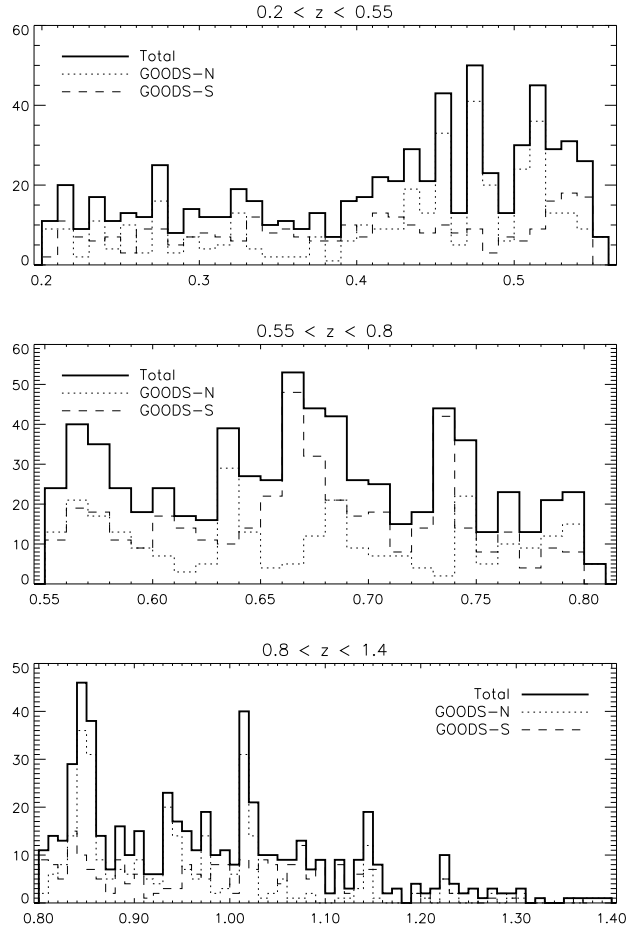 0.2 < z < 0.55
60
Total
GOODS-N
GOODS-S
40
20
0
0.2 0.3 0.4 0.5
0.55 < z < 0.8
60
Total
50
GOODS-N
GOODS-S
40
30
20
10
0
0.55 0.60 0.65 0.70 0.75 0.80
0.8 < z < 1.4
50
Total
GOODS-N
40
GOODS-S
30
20
10
0
0.80 0.90 1.00 1.10 1.20 1.30 1.40